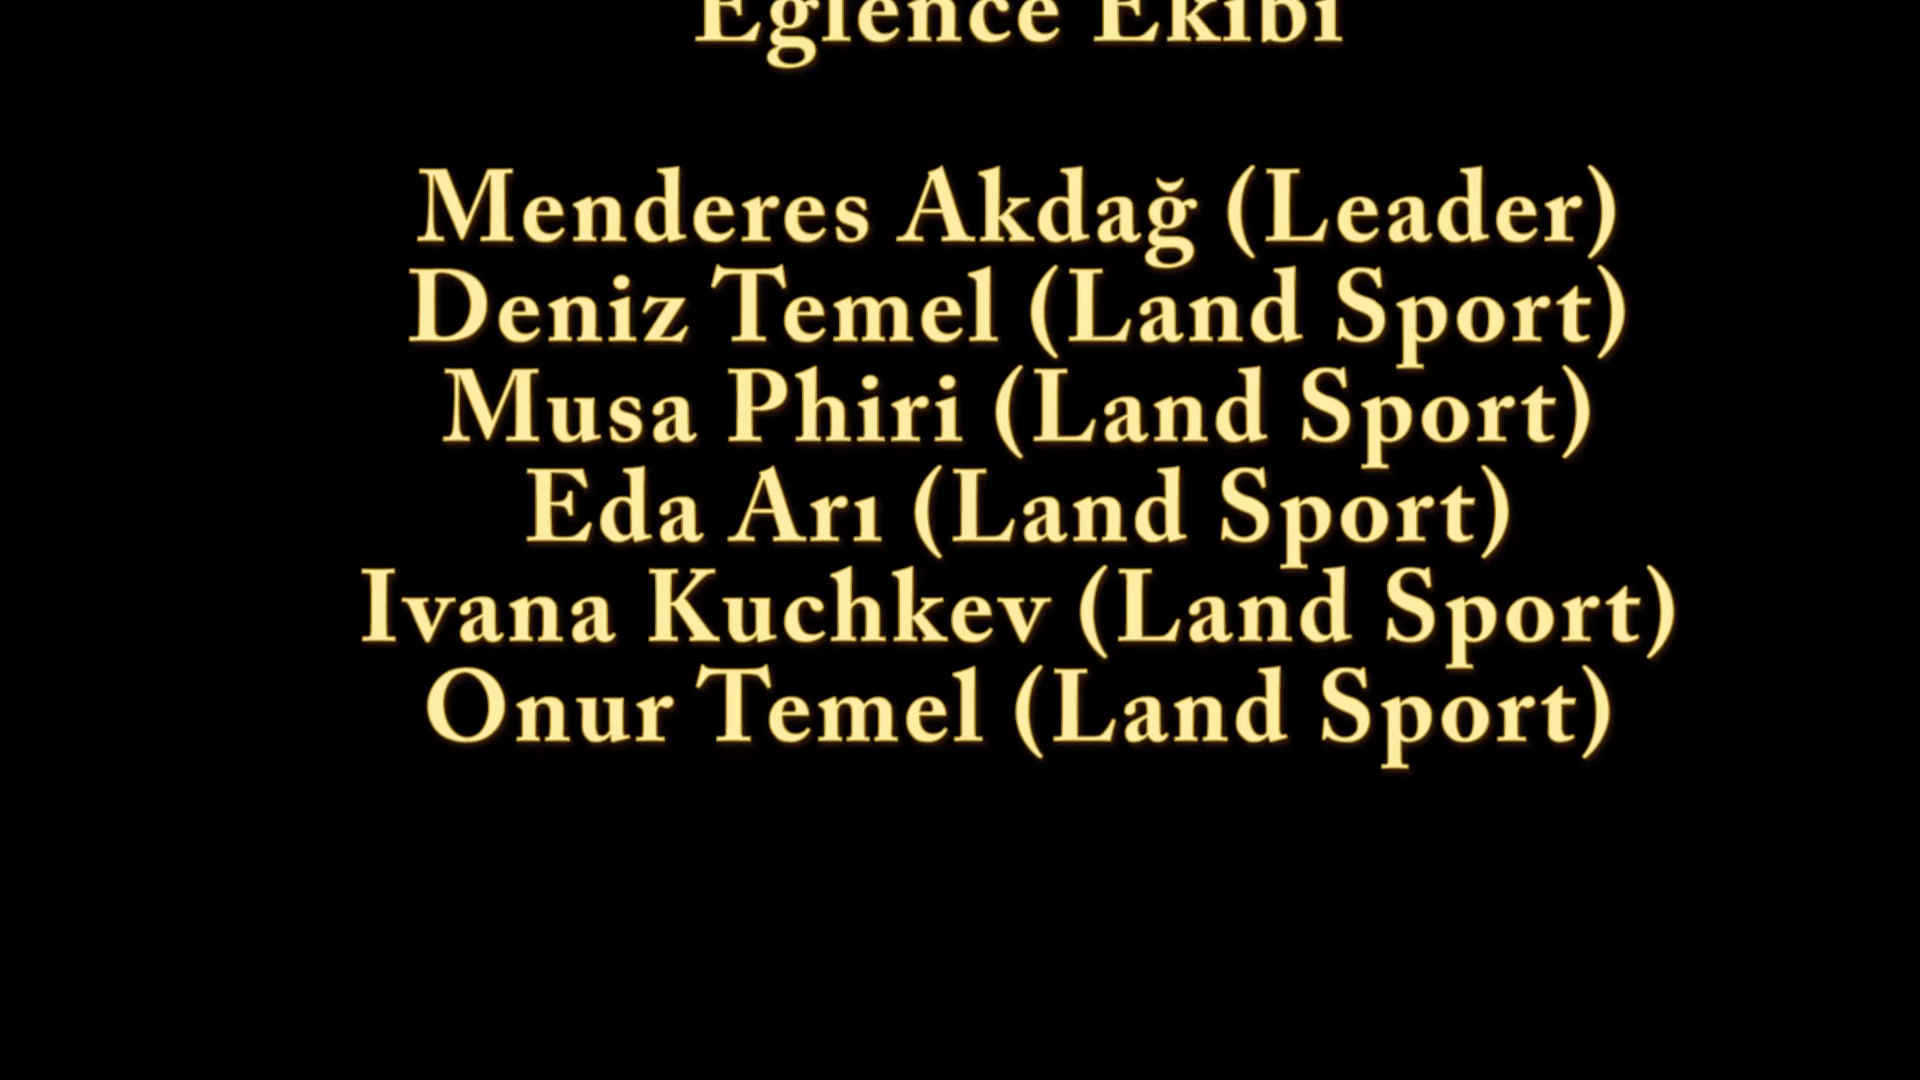 Eğlence Ekibi
Menderes Akdağ (Leader)
Deniz Temel (Land Sport)
Musa Phiri (Land Sport)
Eda Arı (Land Sport)
Ivana Kuchkev (Land Sport)
Onur Temel (Land Sport)